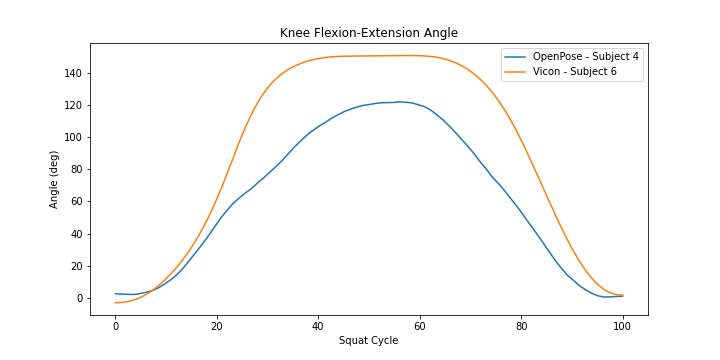 Knee Flexion-Extension Angle
OpenPose - Subject 4
Vicon - Subject 6
Angle (deg)
140
120
100
80
60
40
20
0
0 20 40 60 80 100
Squat Cycle